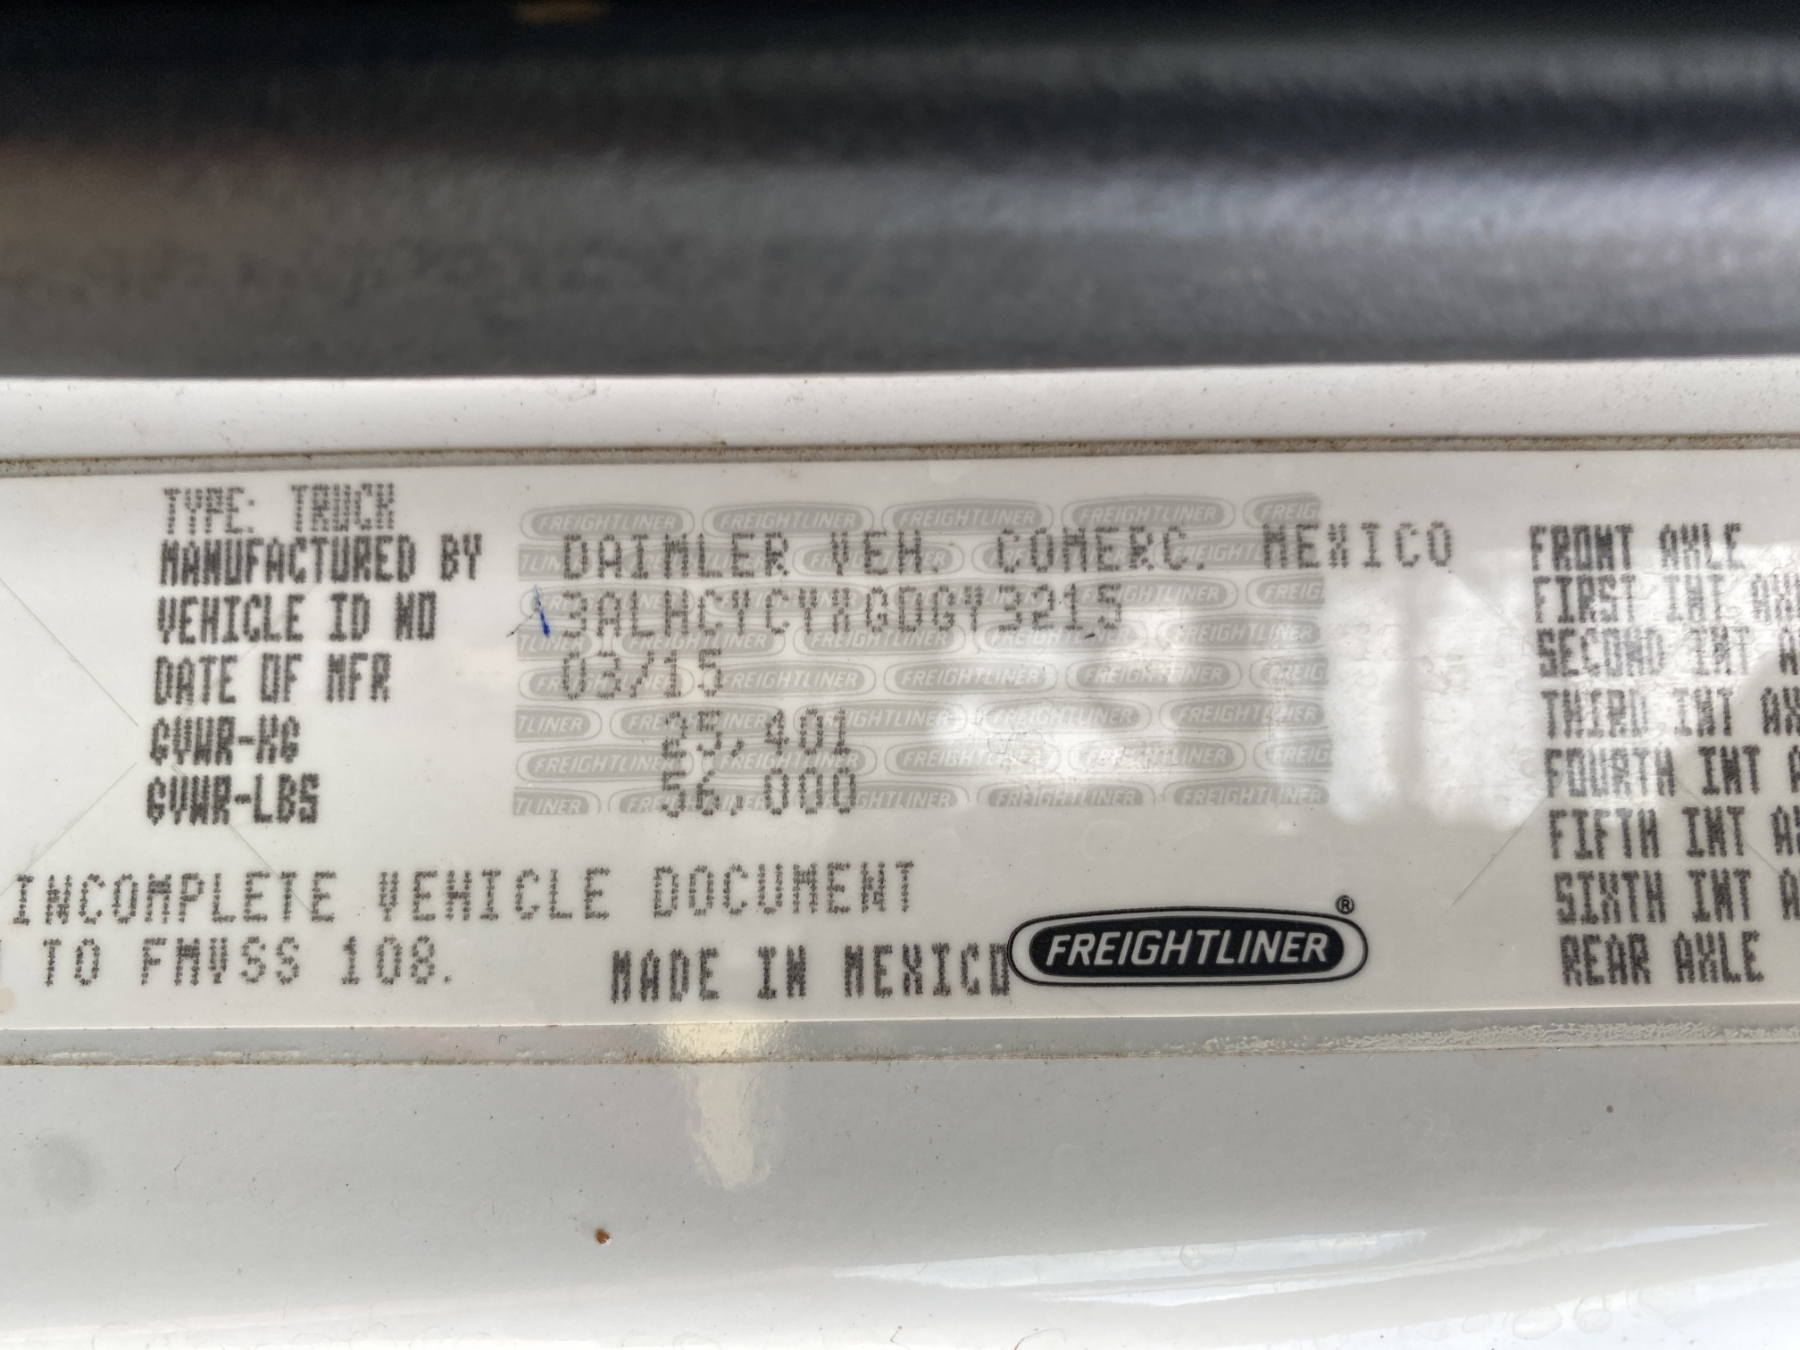 TYPE: TRUCK
MANUFACTURED BY DAIMLER VEH. COMERC. MEXICO
VEHICLE ID NO 3ALHCYCYXGDGY3215
DATE OF MFR 03/15
GVWR-KG 25,401
GVWR-LBS 56,000
INCOMPLETE VEHICLE DOCUMENT
TO FMVSS 108.
MADE IN MEXICO
FREIGHTLINER®
FRONT AXLE
FIRST INT
SECOND INT
THIRD INT
FOURTH INT
FIFTH INT
SIXTH INT
REAR AXLE